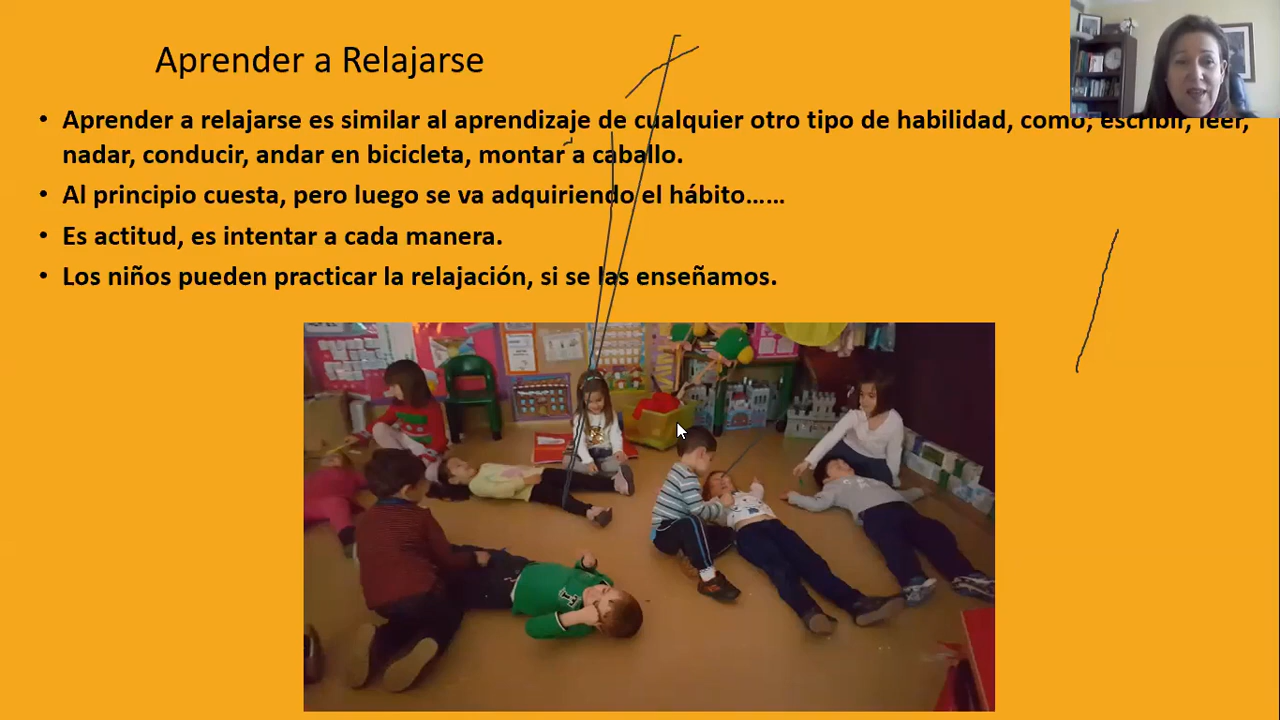 Aprender a Relajarse
• Aprender a relajarse es similar al aprendizaje de cualquier otro tipo de habilidad, como, escribir, leer,
nadar, conducir, andar en bicicleta, montar a caballo.
• Al principio cuesta, pero luego se va adquiriendo el hábito……
• Es actitud, es intentar a cada manera.
• Los niños pueden practicar la relajación, si se las enseñamos.